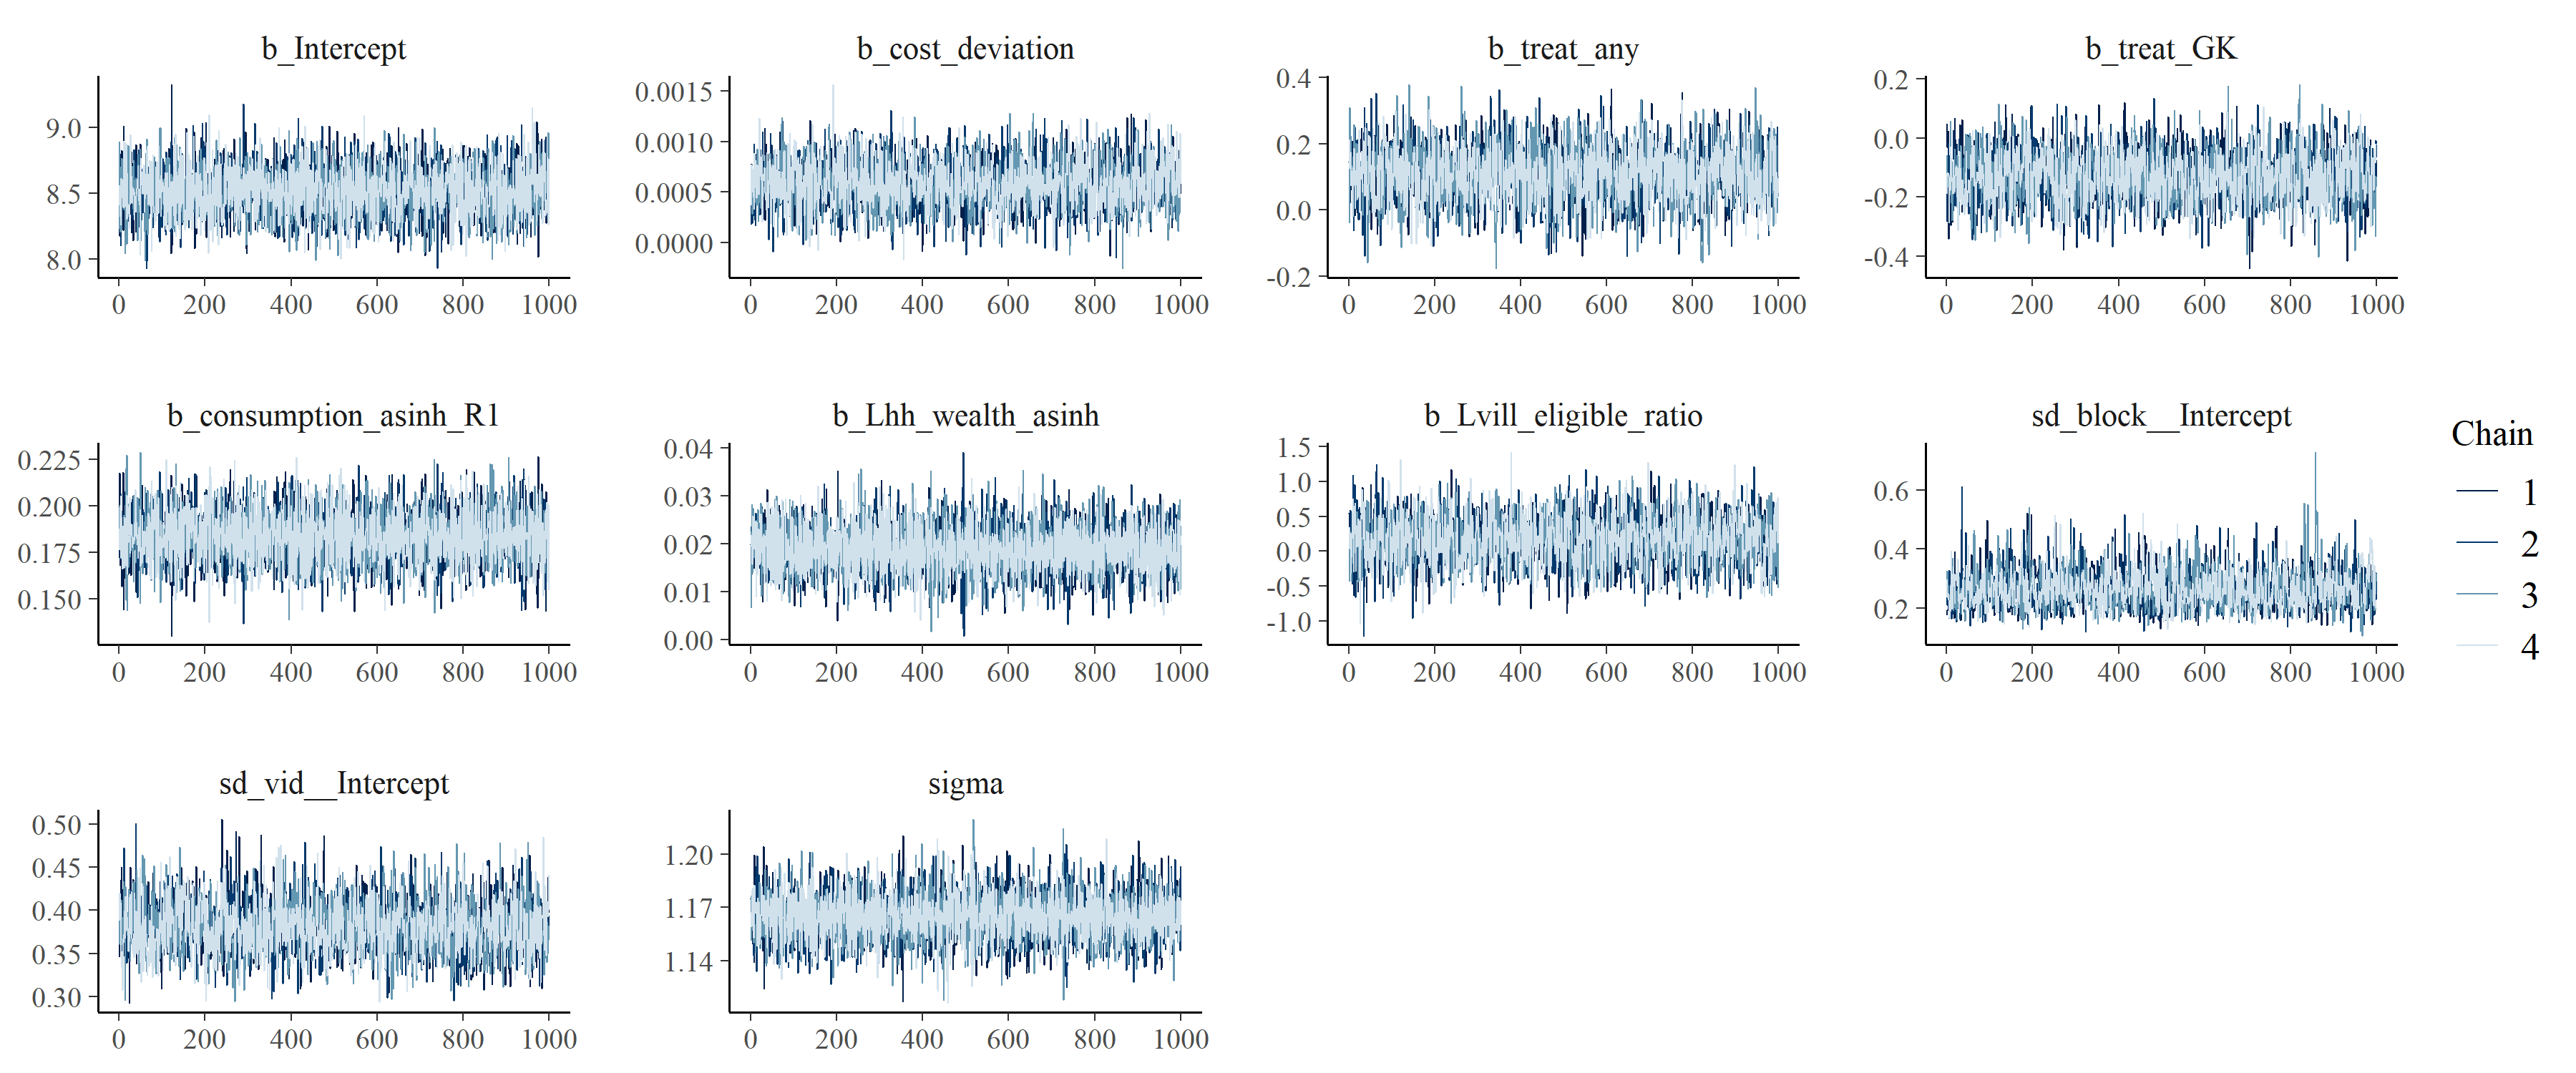 b_Intercept
9.0
8.5
8.0
0 200 400 600 800 1000
b_cost_deviation
0.0015
0.0010
0.0005
0.0000
0 200 400 600 800 1000
b_treat_any
0.4
0.2
0.0
-0.2
0 200 400 600 800 1000
b_treat_GK
0.2
0.0
-0.2
-0.4
0 200 400 600 800 1000
b_consumption_asinh_R1
0.225
0.200
0.175
0.150
0 200 400 600 800 1000
b_Lhh_wealth_asinh
0.04
0.03
0.02
0.01
0.00
0 200 400 600 800 1000
b_Lvill_eligible_ratio
1.5
1.0
0.5
0.0
-0.5
-1.0
0 200 400 600 800 1000
sd_block__Intercept
0.6
0.4
0.2
0 200 400 600 800 1000
Chain
1
2
3
4
sd_vid__Intercept
0.50
0.45
0.40
0.35
0.30
0 200 400 600 800 1000
sigma
1.20
1.17
1.14
0 200 400 600 800 1000